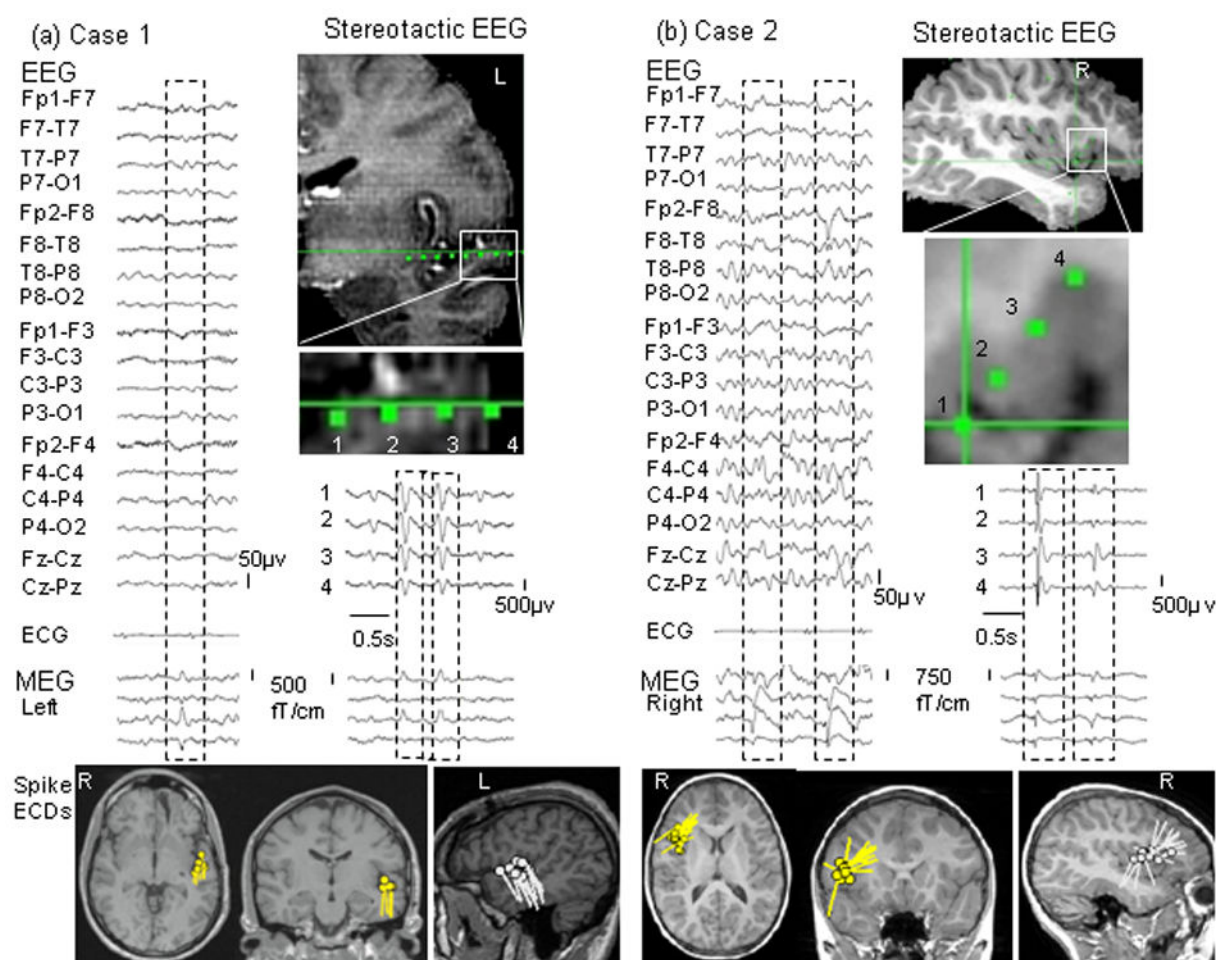 (a) Case 1
Stereotactic EEG
EEG
Fp1-F7
F7-T7
T7-P7
P7-O1
Fp2-F8
F8-T8
T8-P8
P8-O2
Fp1-F3
F3-C3
C3-P3
P3-O1
Fp2-F4
F4-C4
C4-P4
P4-O2
Fz-Cz
Cz-Pz
50μv
ECG
MEG
Left
500
fT/cm
L
1 2 3 4
1
2
3
4
500μv
0.5s
Spike
ECDs
R
L
(b) Case 2
Stereotactic EEG
EEG
Fp1-F7
F7-T7
T7-P7
P7-O1
Fp2-F8
F8-T8
T8-P8
P8-O2
Fp1-F3
F3-C3
C3-P3
P3-O1
Fp2-F4
F4-C4
C4-P4
P4-O2
Fz-Cz
Cz-Pz
50μv
ECG
MEG
Right
750
fT/cm
R
4
3
2
1
1
2
3
4
500μv
0.5s
R
R